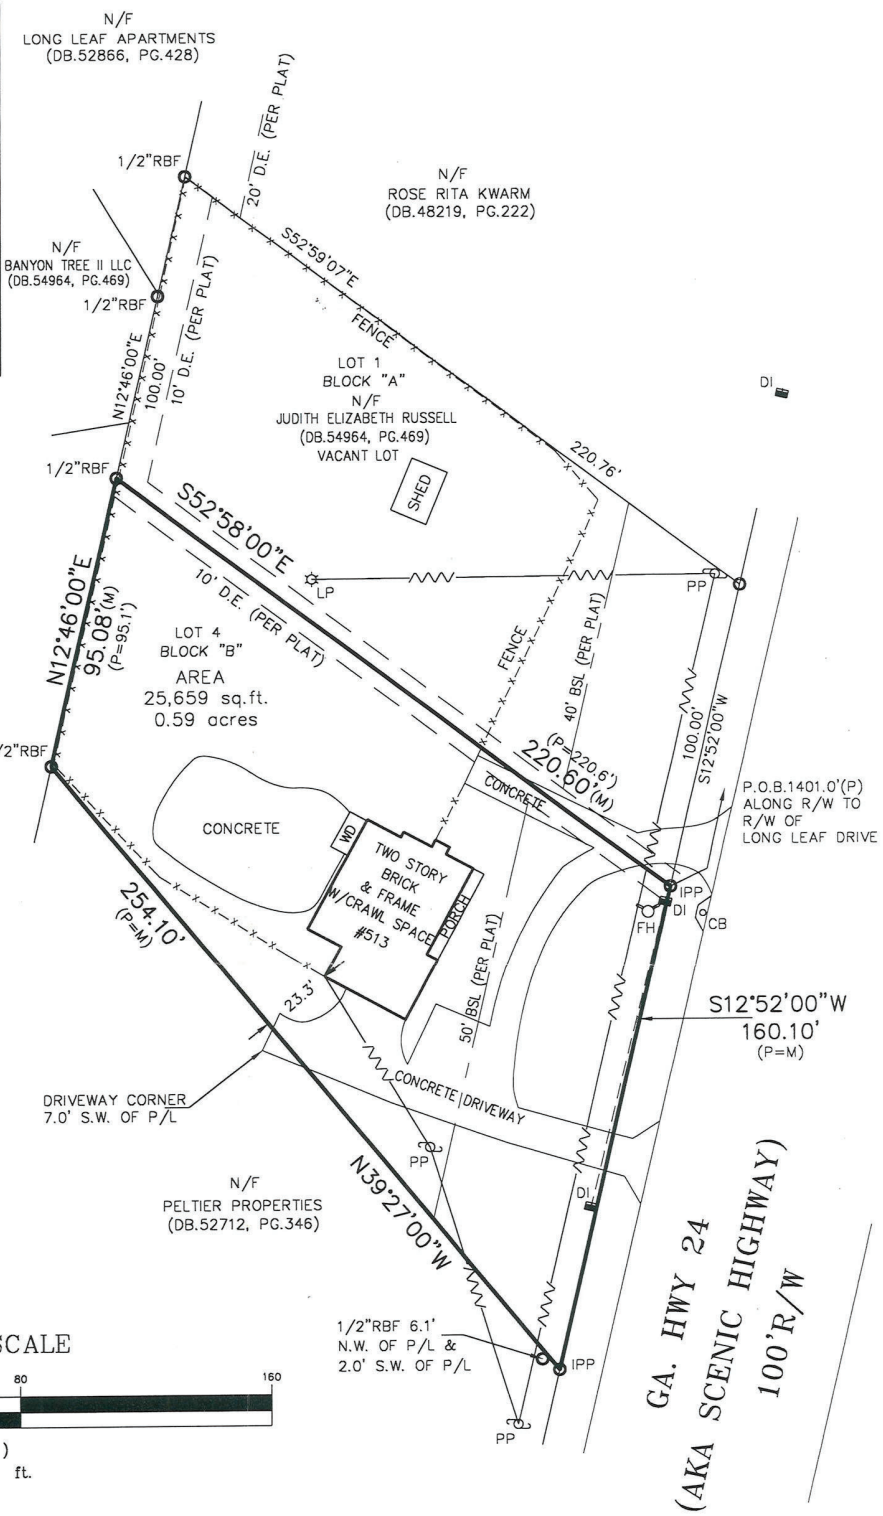 N/F
LONG LEAF APARTMENTS
(DB.52866, PG.428)
20' D.E. (PER PLAT)
1/2"RBF
N/F
ROSE RITA KWARM
(DB.48219, PG.222)
N/F
BANYON TREE II LLC
(DB.54964, PG.469)
1/2"RBF
S52°59'07"E
FENCE
10' D.E. (PER PLAT)
N12°46'00"E
100.00'
LOT 1
BLOCK "A"
N/F
JUDITH ELIZABETH RUSSELL
(DB.54964, PG.469)
VACANT LOT
DI
220.76'
1/2"RBF
SHED
S52°58'00"E
10' D.E. (PER PLAT)
LP
PP
N12°46'00"E
95.08'(M)
(P=95.1')
LOT 4
BLOCK "B"
AREA
25,659 sq.ft.
0.59 acres
FENCE
40' BSL (PER PLAT)
100.00'
S12°52'00"W
/2"RBF
(P=220.6')
220.60'(M)
CONCRETE
P.O.B.1401.0'(P)
ALONG R/W TO
R/W OF
LONG LEAF DRIVE
CONCRETE
WD
TWO STORY
BRICK
& FRAME
W/CRAWL SPACE
#513
PORCH
IPP
DI
FH
CB
254.10'
(P=M)
23.3'
50' BSL (PER PLAT)
S12°52'00"W
160.10'
(P=M)
DRIVEWAY CORNER
7.0' S.W. OF P/L
CONCRETE DRIVEWAY
PP
N/F
PELTIER PROPERTIES
(DB.52712, PG.346)
N39°27'00"W
DI
GA. HWY 24
(AKA SCENIC HIGHWAY)
100'R/W
1/2"RBF 6.1'
N.W. OF P/L &
2.0' S.W. OF P/L
IPP
PP
SCALE
80
160
)
ft.